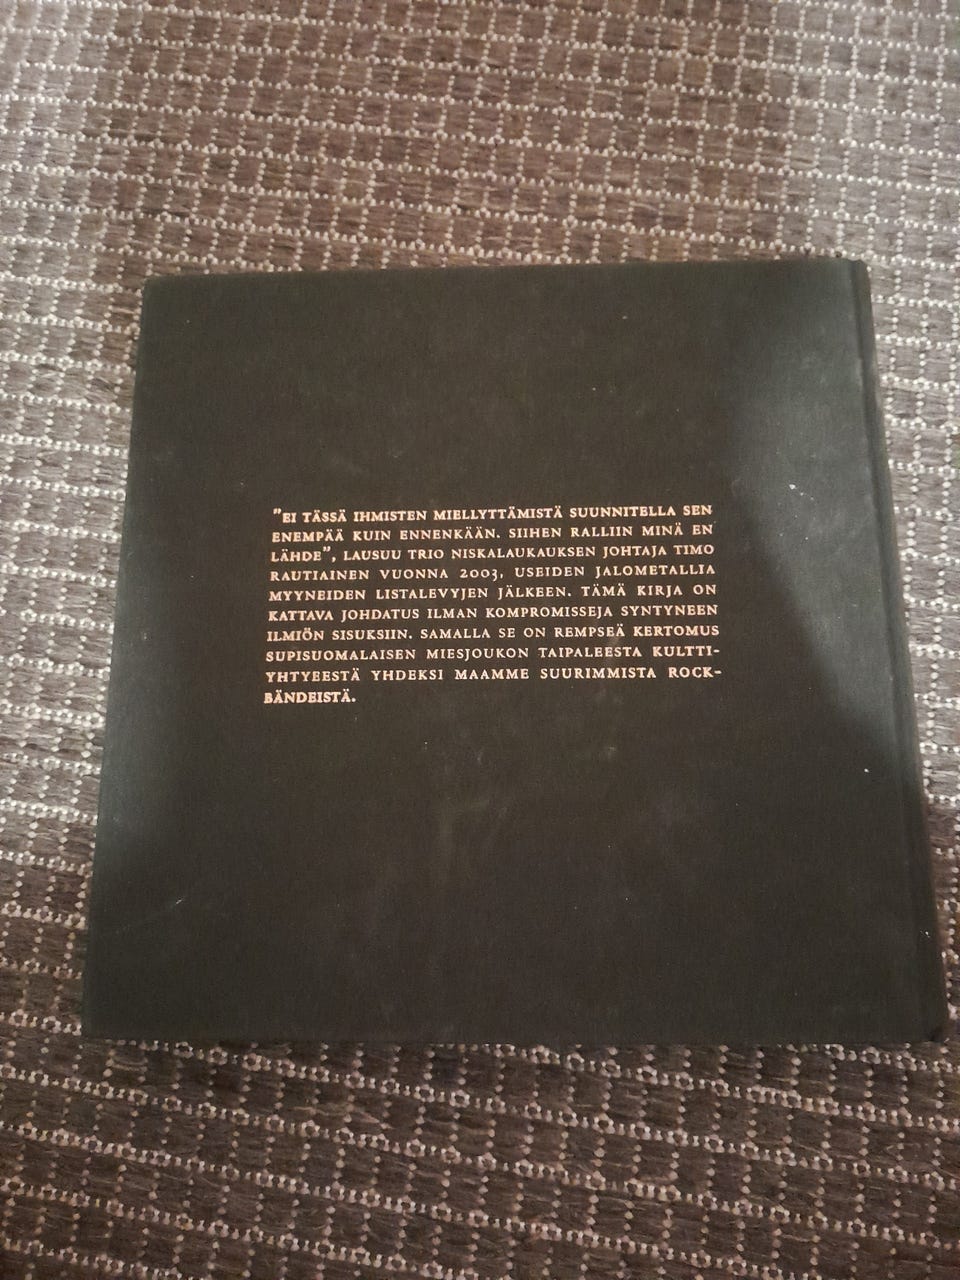 "EI TÄSSÄ IHMISTEN MIELLYTTÄMISTÄ SUUNNITELLA SEN
ENEMPÄÄ KUIN ENNENKÄÄN. SIIHEN RALLIIN MINÄ EN
LÄHDE", LAUSUU TRIO NISKALAUKAUKSEN JOHTAJA TIMO
RAUTIAINEN VUONNA 2003, USEIDEN JALOMETALLIA
MYYNEIDEN LISTALEVYJEN JÄLKEEN. TÄMÄ KIRJA ON
KATTAVA JOHDATUS ILMAN KOMPROMISSEJA SYNTYNEEN
ILMIÖN SISUKSIIN. SAMALLA SE ON REMPSEÄ KERTOMUS
SUPISUOMALAISEN MIESJOUKON TAIPALEESTA KULTTI-
YHTYEESTÄ YHDEKSI MAAMME SUURIMMISTA ROCK-
BÄNDEISTÄ.